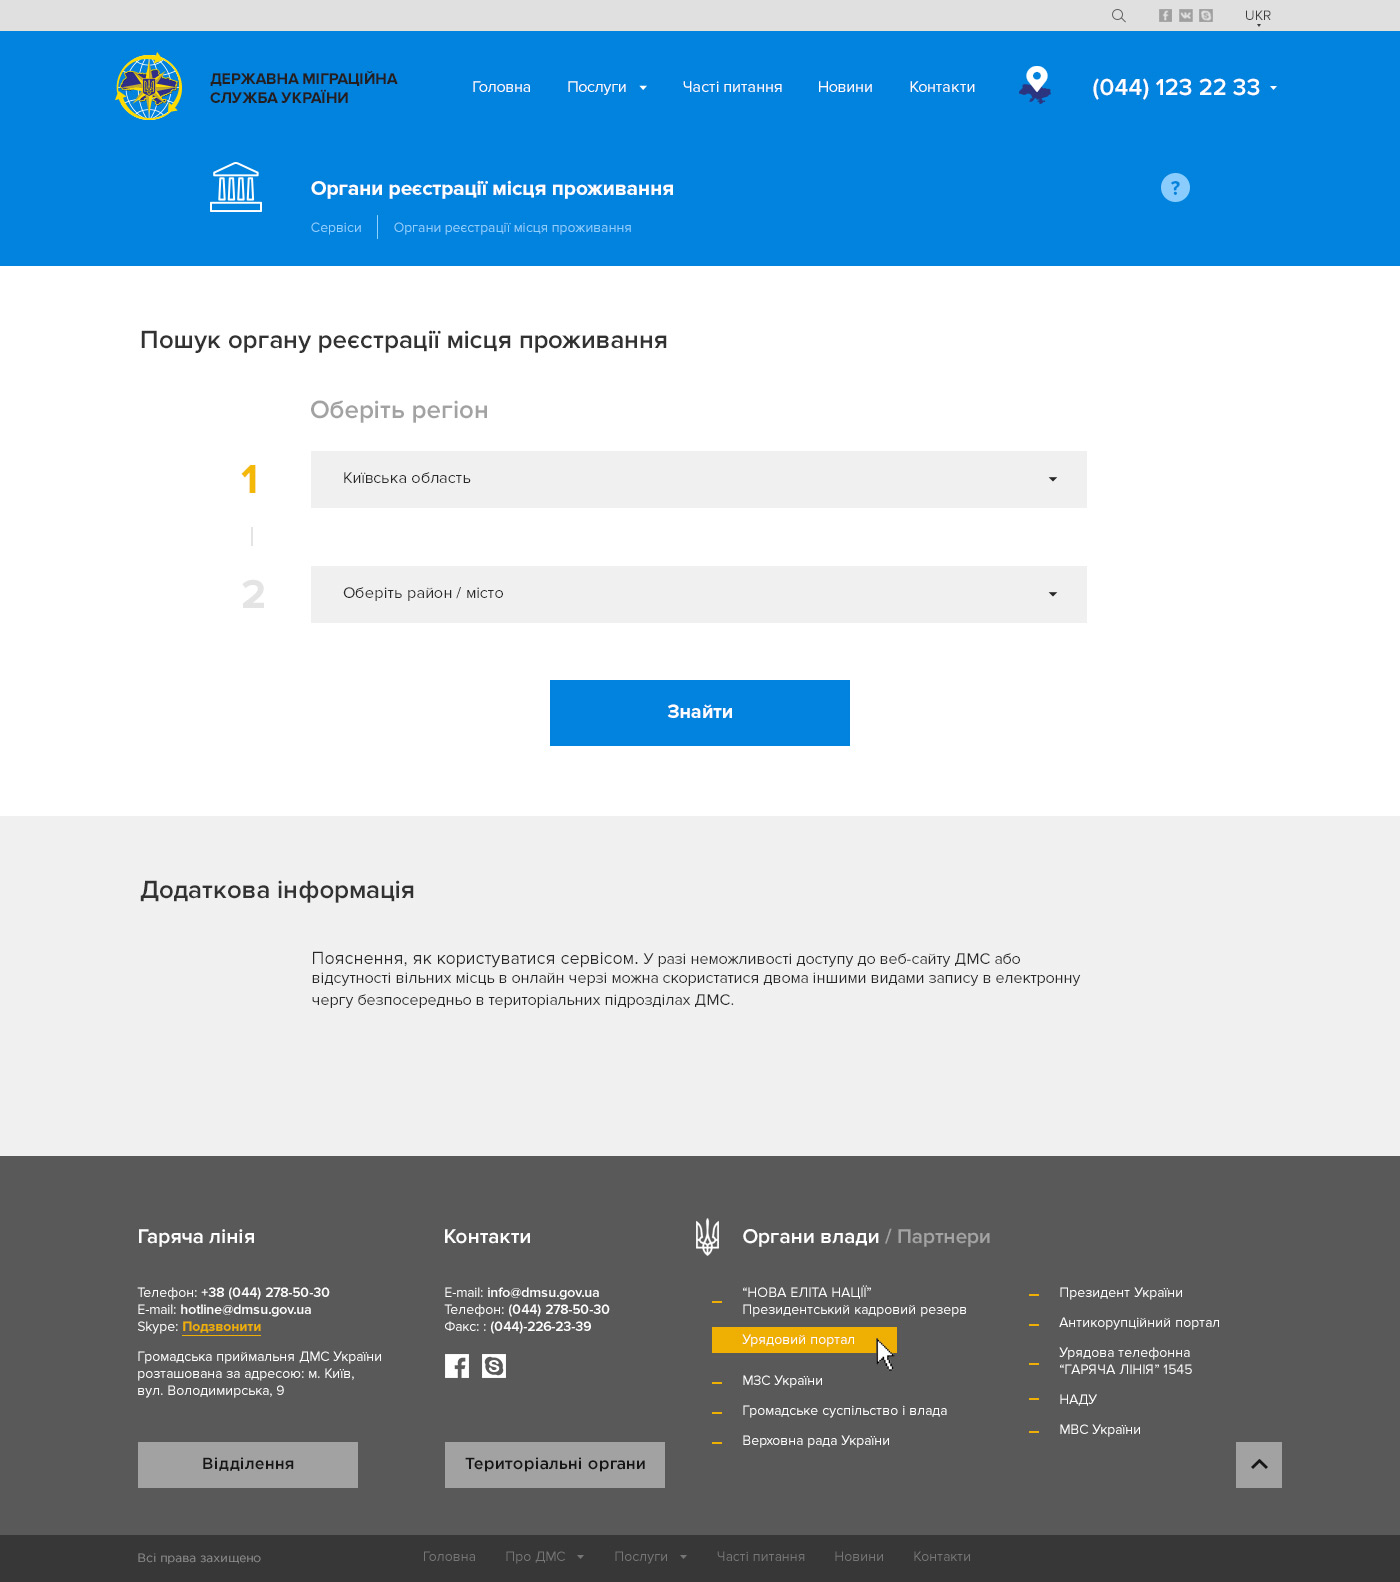 UKR
ДЕРЖАВНА МІГРАЦІЙНА
СЛУЖБА УКРАЇНИ
Головна Послуги Часті питання Новини Контакти (044) 123 22 33
Органи реєстрації місця проживання
?
Сервіси Органи реєстрації місця проживання
Пошук органу реєстрації місця проживання
Оберіть регіон
1 Київська область
2 Оберіть район / місто
Знайти
Додаткова інформація
Пояснення, як користуватися сервісом. У разі неможливості доступу до веб-сайту ДМС або
відсутності вільних місць в онлайн черзі можна скористатися двома іншими видами запису в електронну
чергу безпосередньо в територіальних підрозділах ДМС.
Гаряча лінія
Телефон: +38 (044) 278-50-30
E-mail: hotline@dmsu.gov.ua
Skype: Подзвонити
Громадська приймальня ДМС України
розташована за адресою: м. Київ,
вул. Володимирська, 9
Відділення
Контакти
E-mail: info@dmsu.gov.ua
Телефон: (044) 278-50-30
Факс: : (044)-226-23-39
Територіальні органи
Органи влади / Партнери
“НОВА ЕЛІТА НАЦІЇ”
Президентський кадровий резерв
Урядовий портал
МЗС України
Громадське суспільство і влада
Верховна рада України
Президент України
Антикорупційний портал
Урядова телефонна
“ГАРЯЧА ЛІНІЯ” 1545
НАДУ
МВС України
Всі права захищено
Головна Про ДМС Послуги Часті питання Новини Контакти